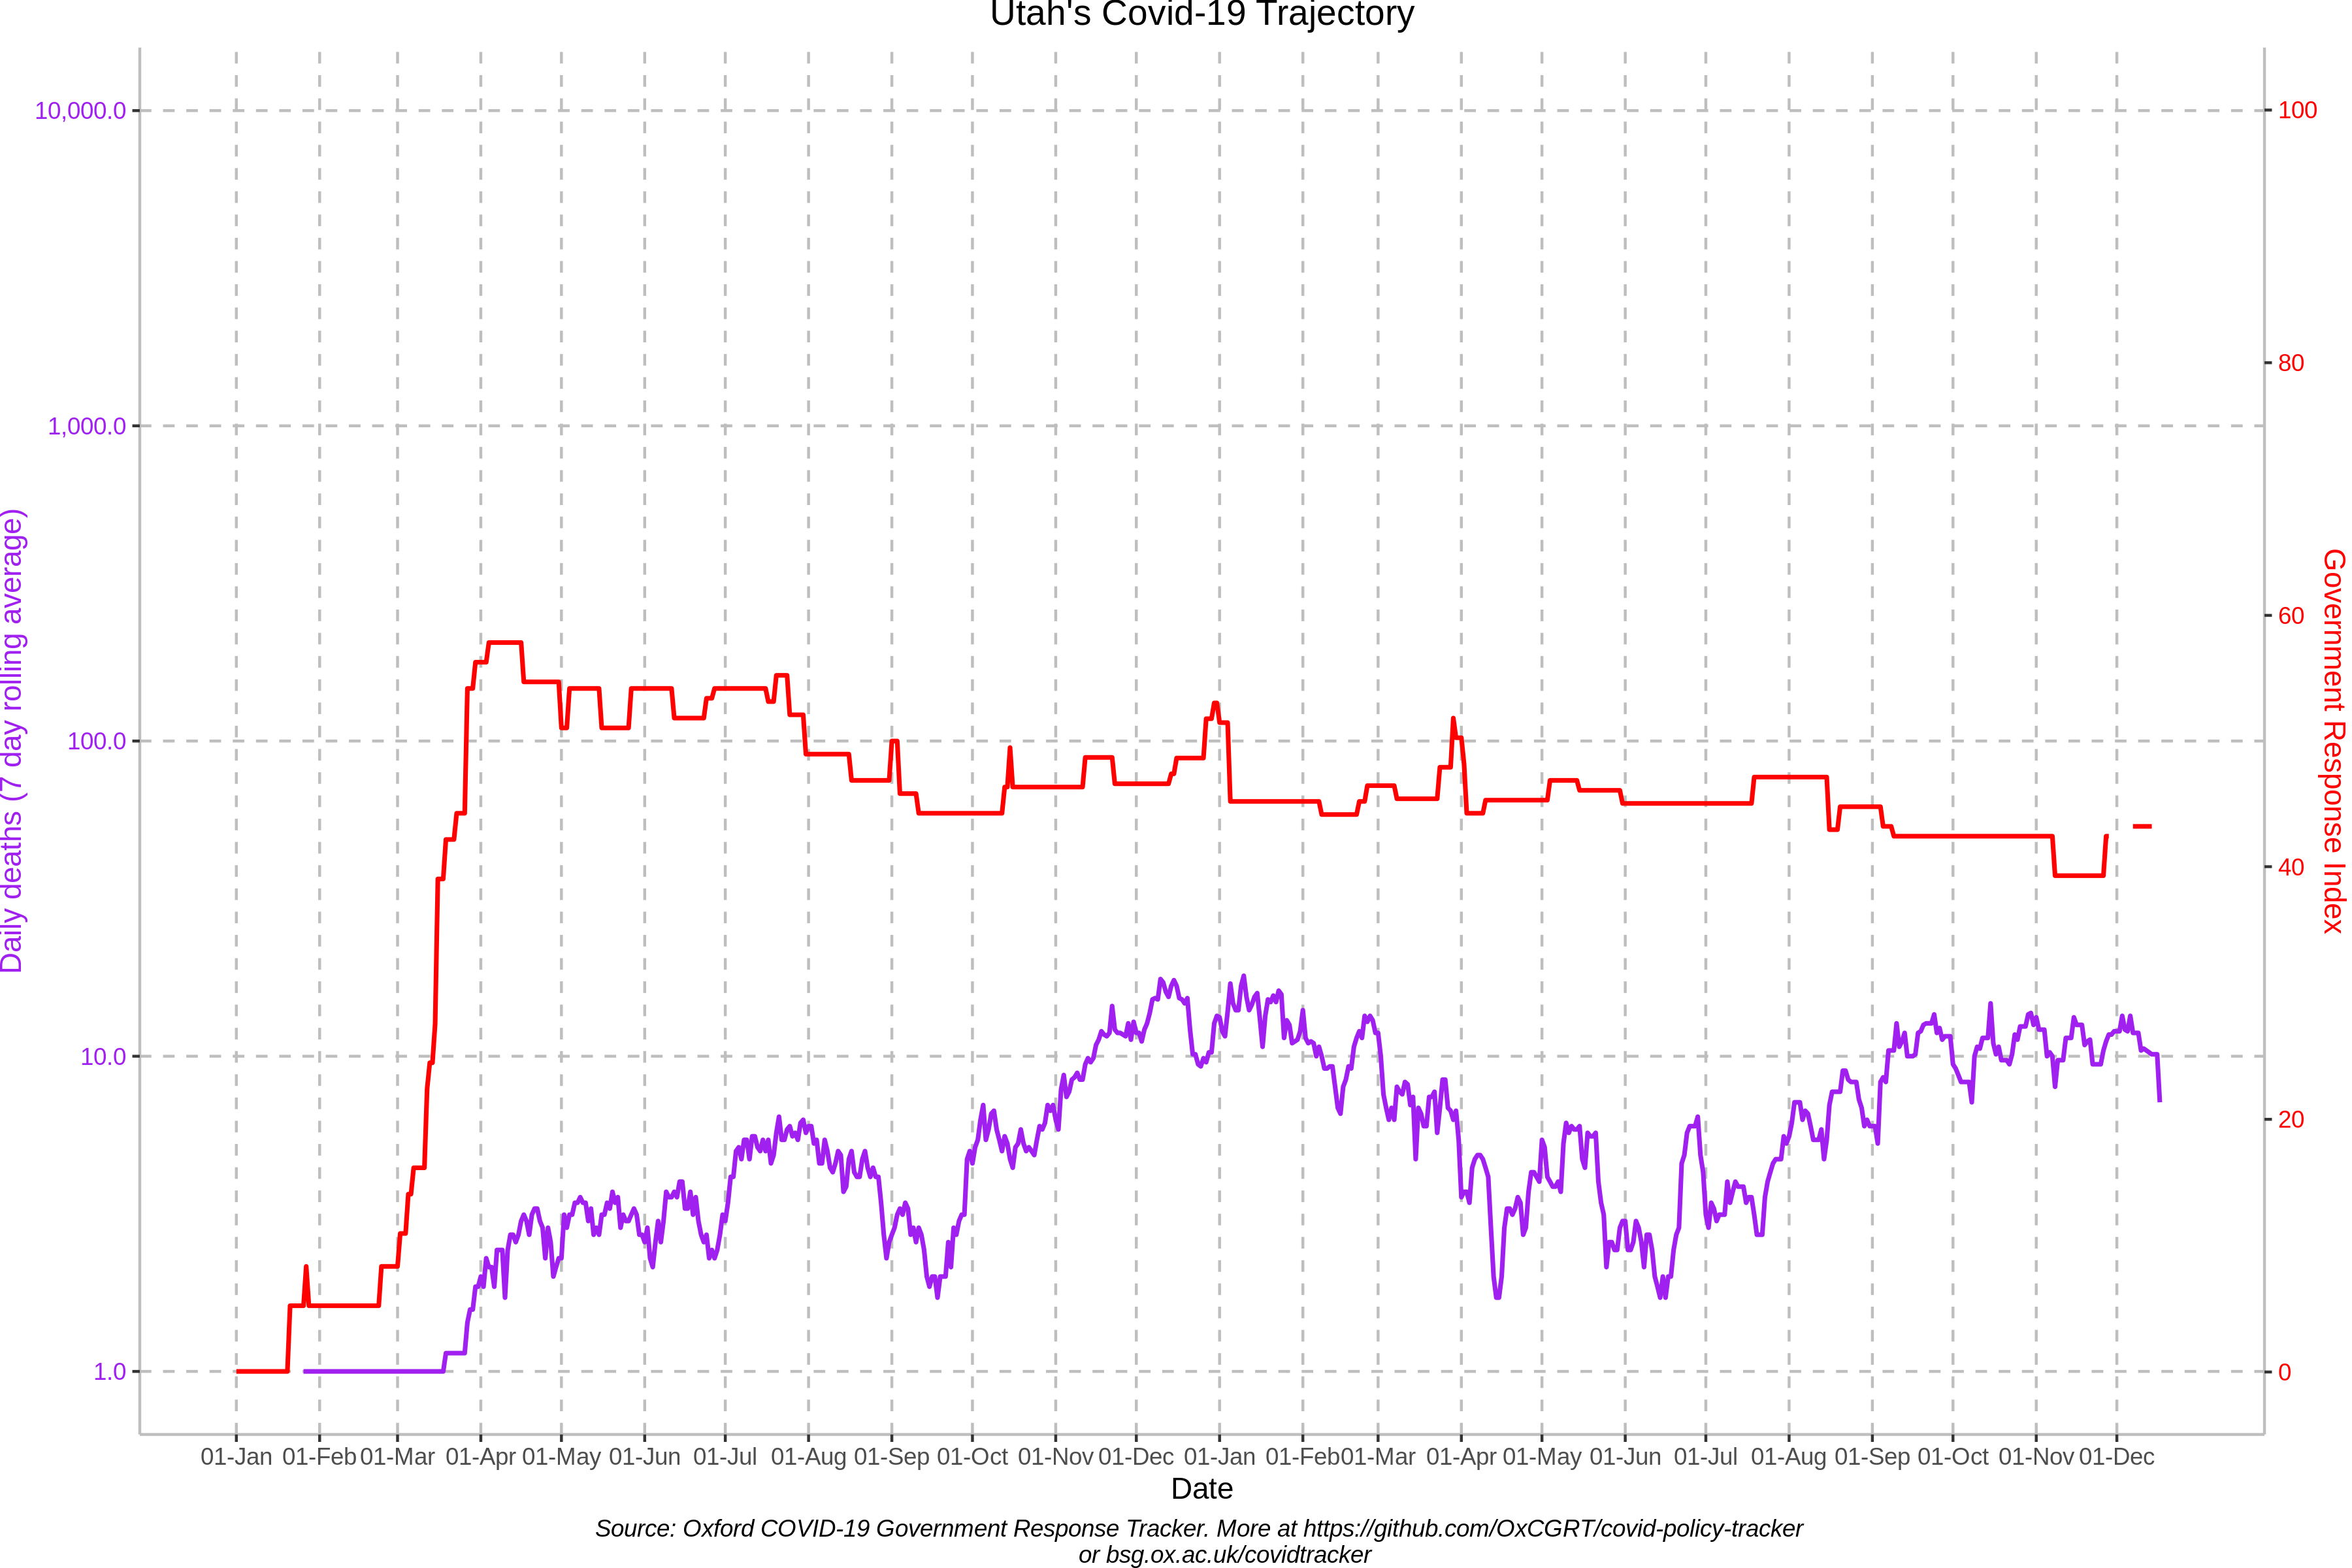 Utah's Covid-19 Trajectory
10,000.0
1,000.0
100.0
10.0
1.0
Daily deaths (7 day rolling average)
100
80
60
40
20
0
Government Response Index
01-Jan 01-Feb 01-Mar 01-Apr 01-May 01-Jun 01-Jul 01-Aug 01-Sep 01-Oct 01-Nov 01-Dec 01-Jan 01-Feb 01-Mar 01-Apr 01-May 01-Jun 01-Jul 01-Aug 01-Sep 01-Oct 01-Nov 01-Dec
Date
Source: Oxford COVID-19 Government Response Tracker. More at https://github.com/OxCGRT/covid-policy-tracker
or bsg.ox.ac.uk/covidtracker